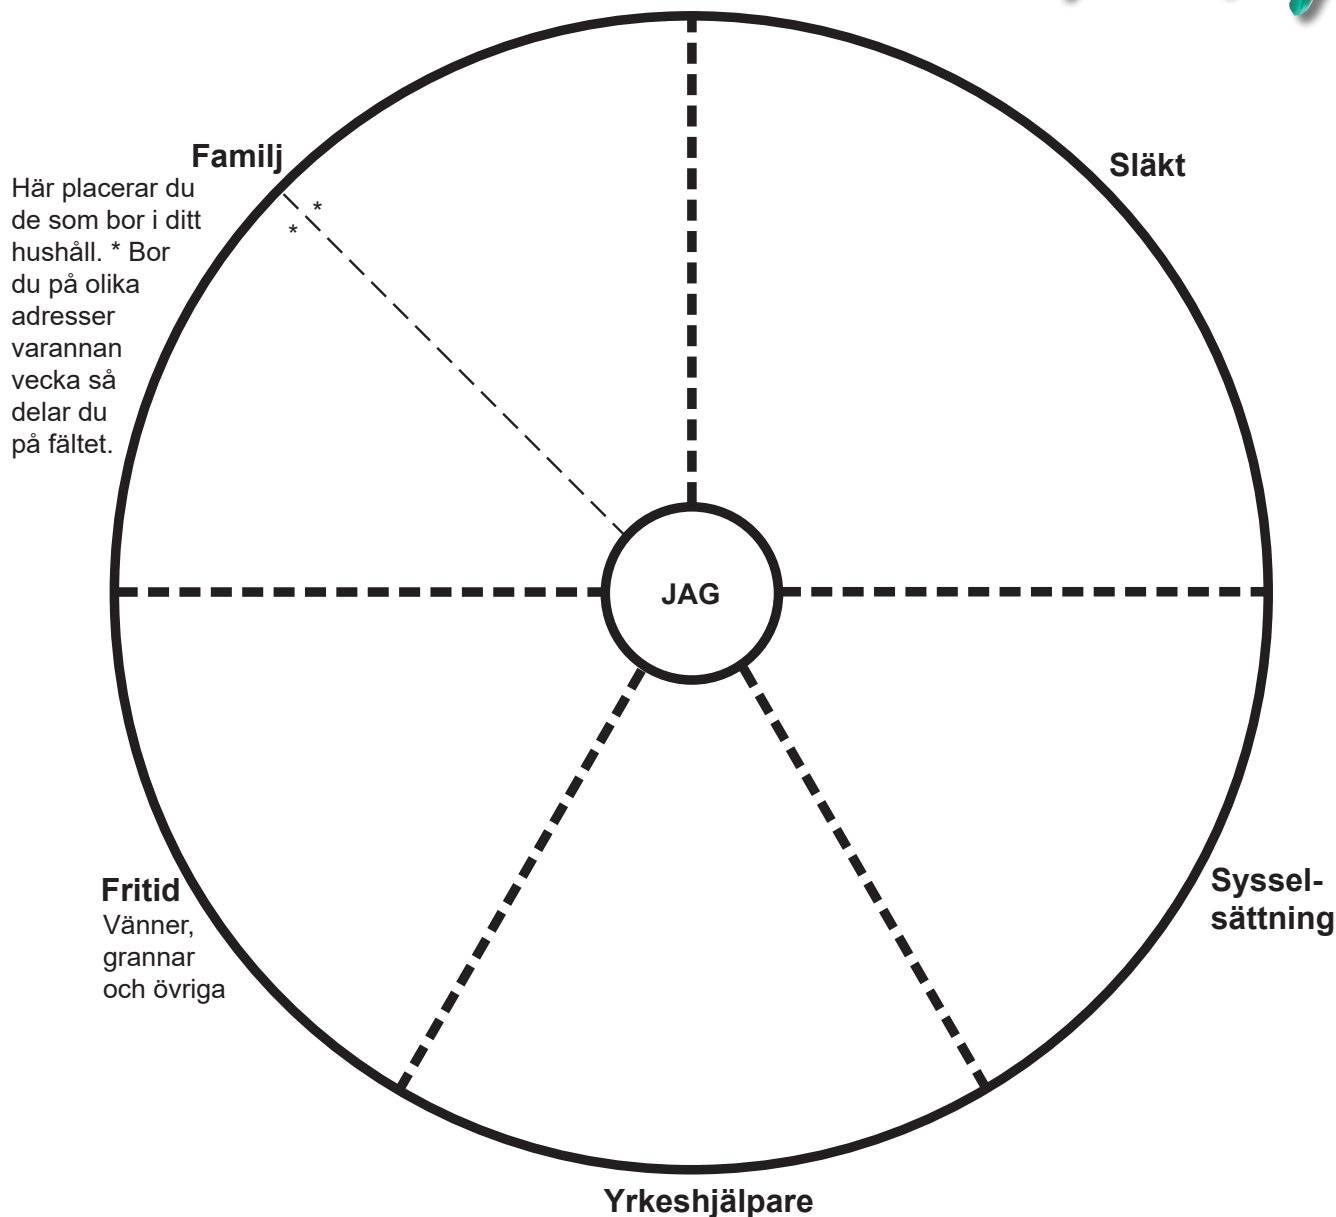 Familj
Här placerar du
de som bor i ditt
hushåll. * Bor
du på olika
adresser
varannan
vecka så
delar du
på fältet.
*
*
Släkt
JAG
Fritid
Vänner,
grannar
och övriga
Syssel-
sättning
Yrkeshjälpare